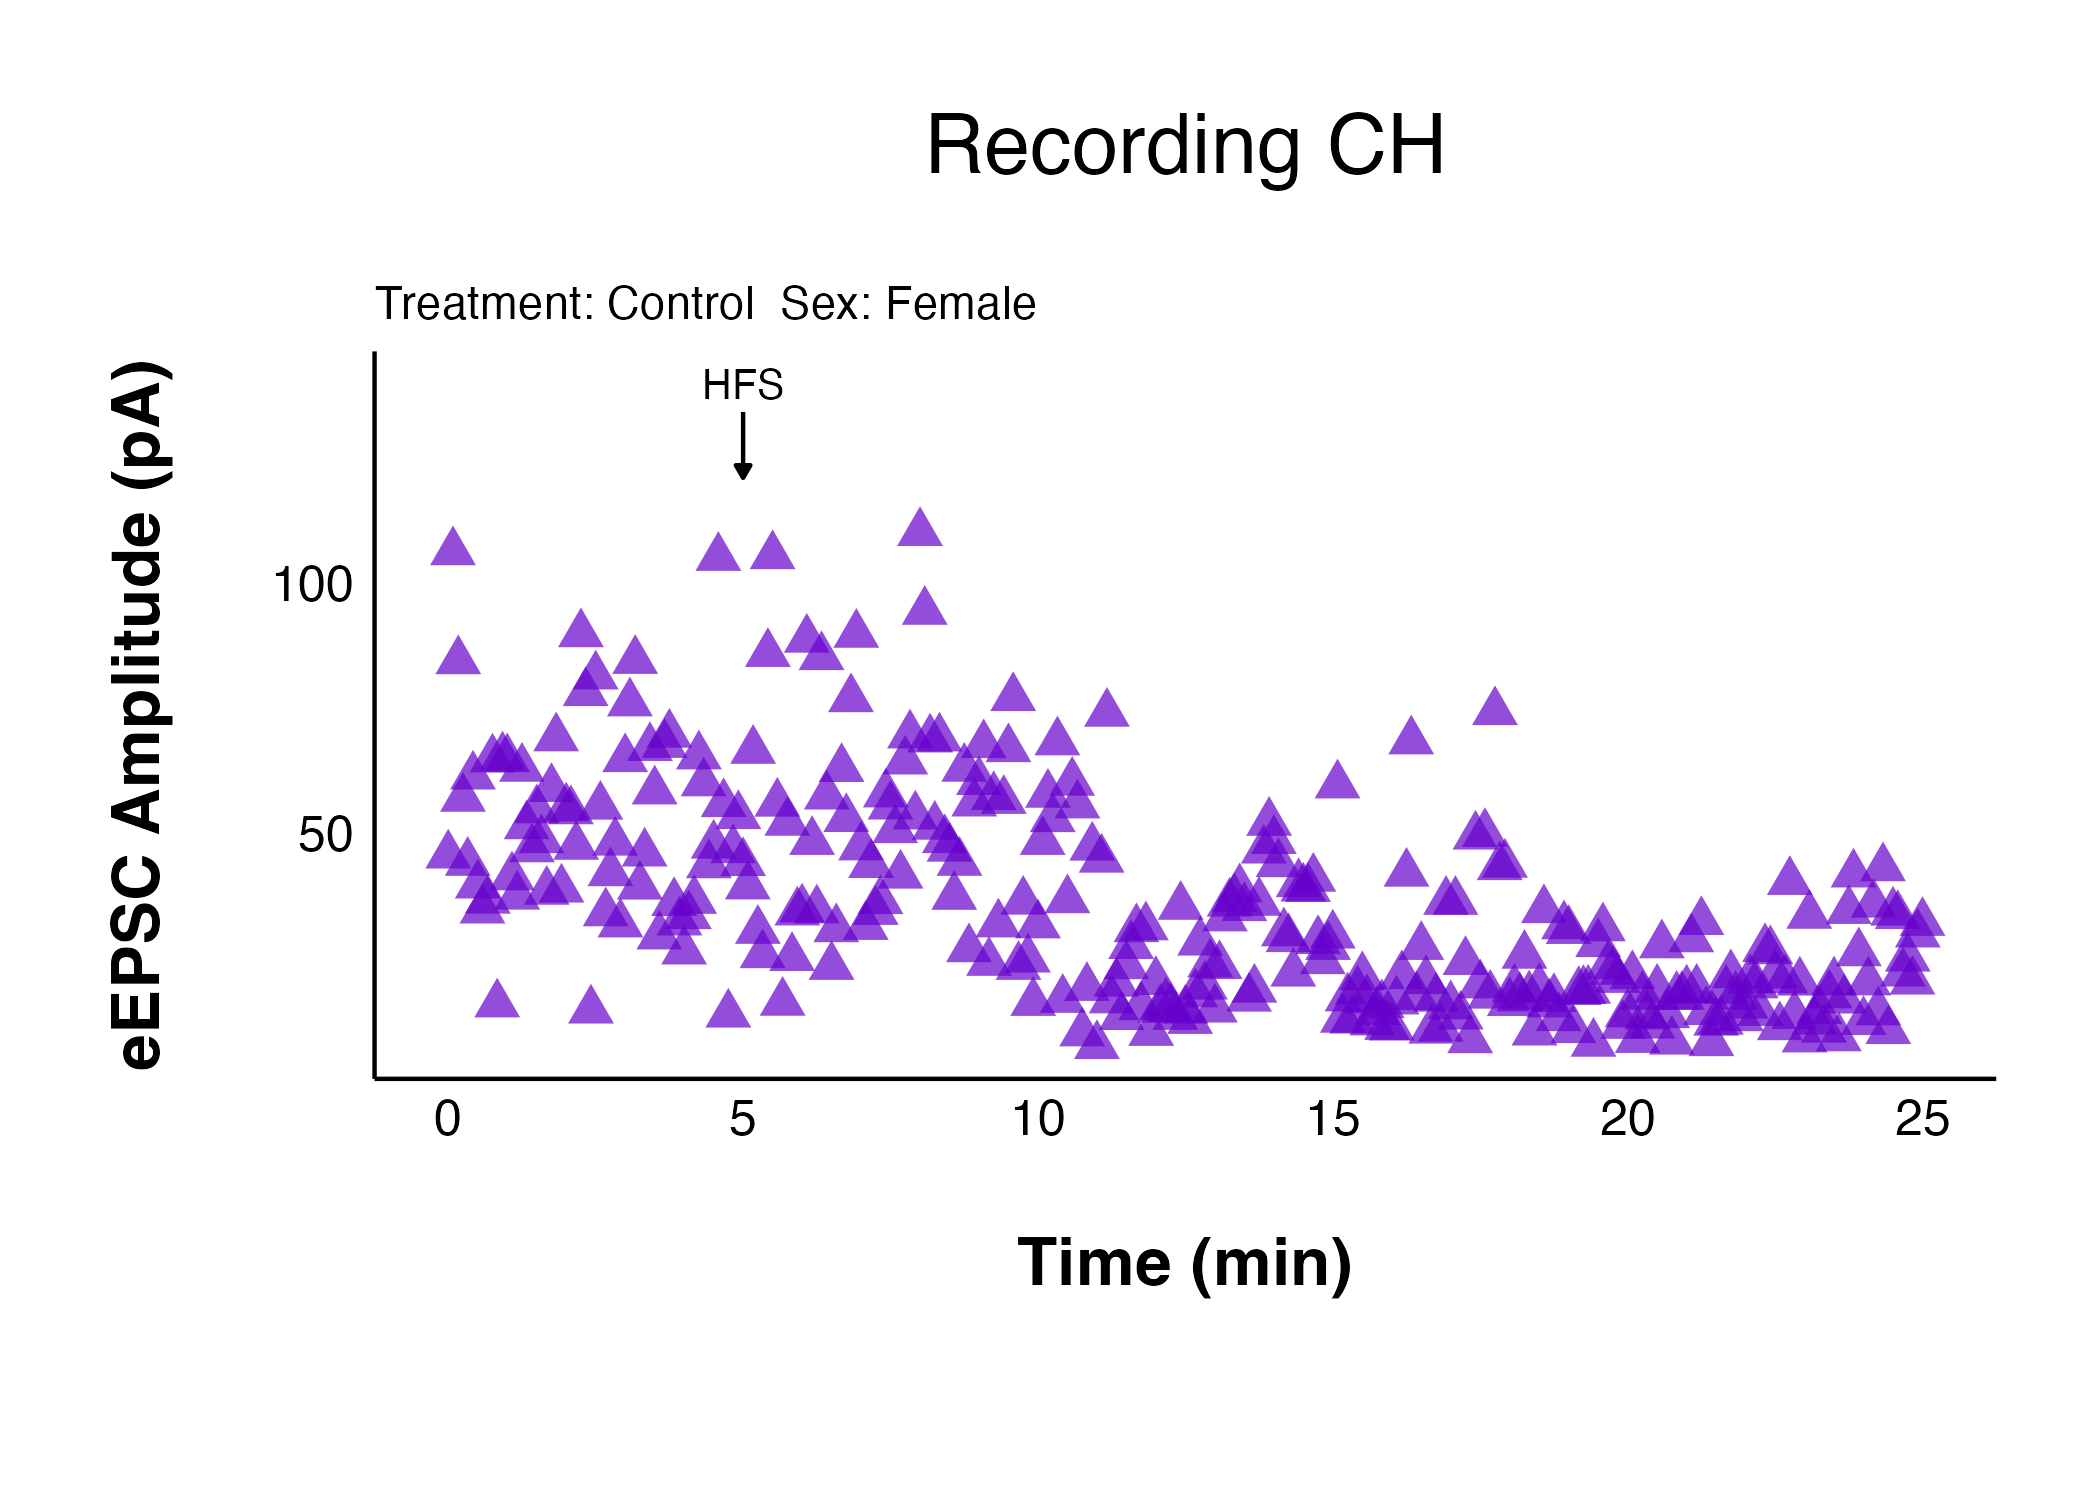 Recording CH
Treatment: Control  Sex: Female
HFS
eEPSC Amplitude (pA)
100
50
0 5 10 15 20 25
Time (min)